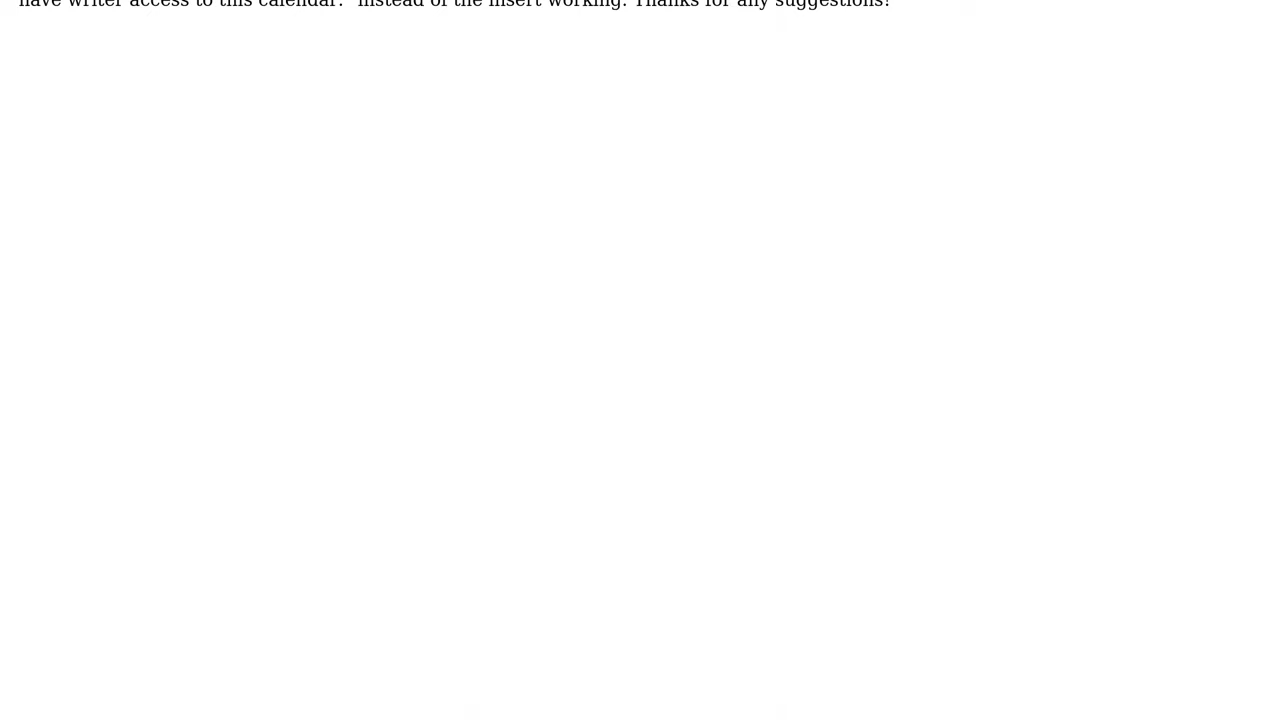 have writer access to this calendar." instead of the insert working. Thanks for any suggestions!